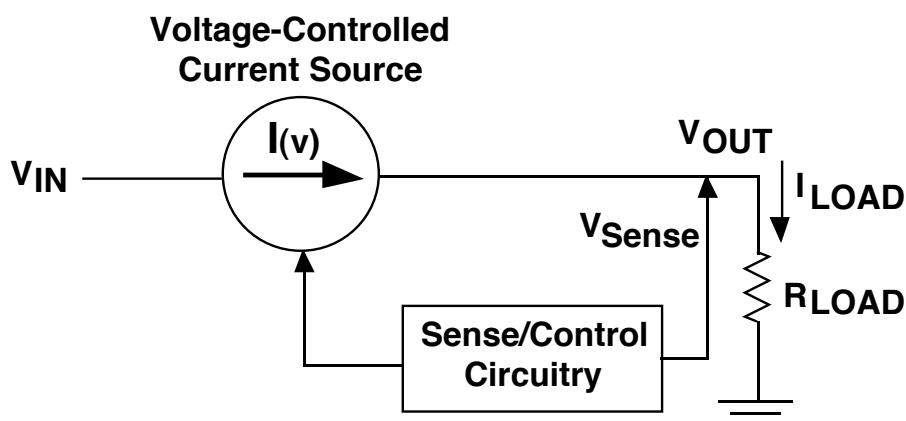 Voltage-Controlled
Current Source
I(v)
VIN
VOUT
ILOAD
VSense
RLOAD
Sense/Control
Circuitry